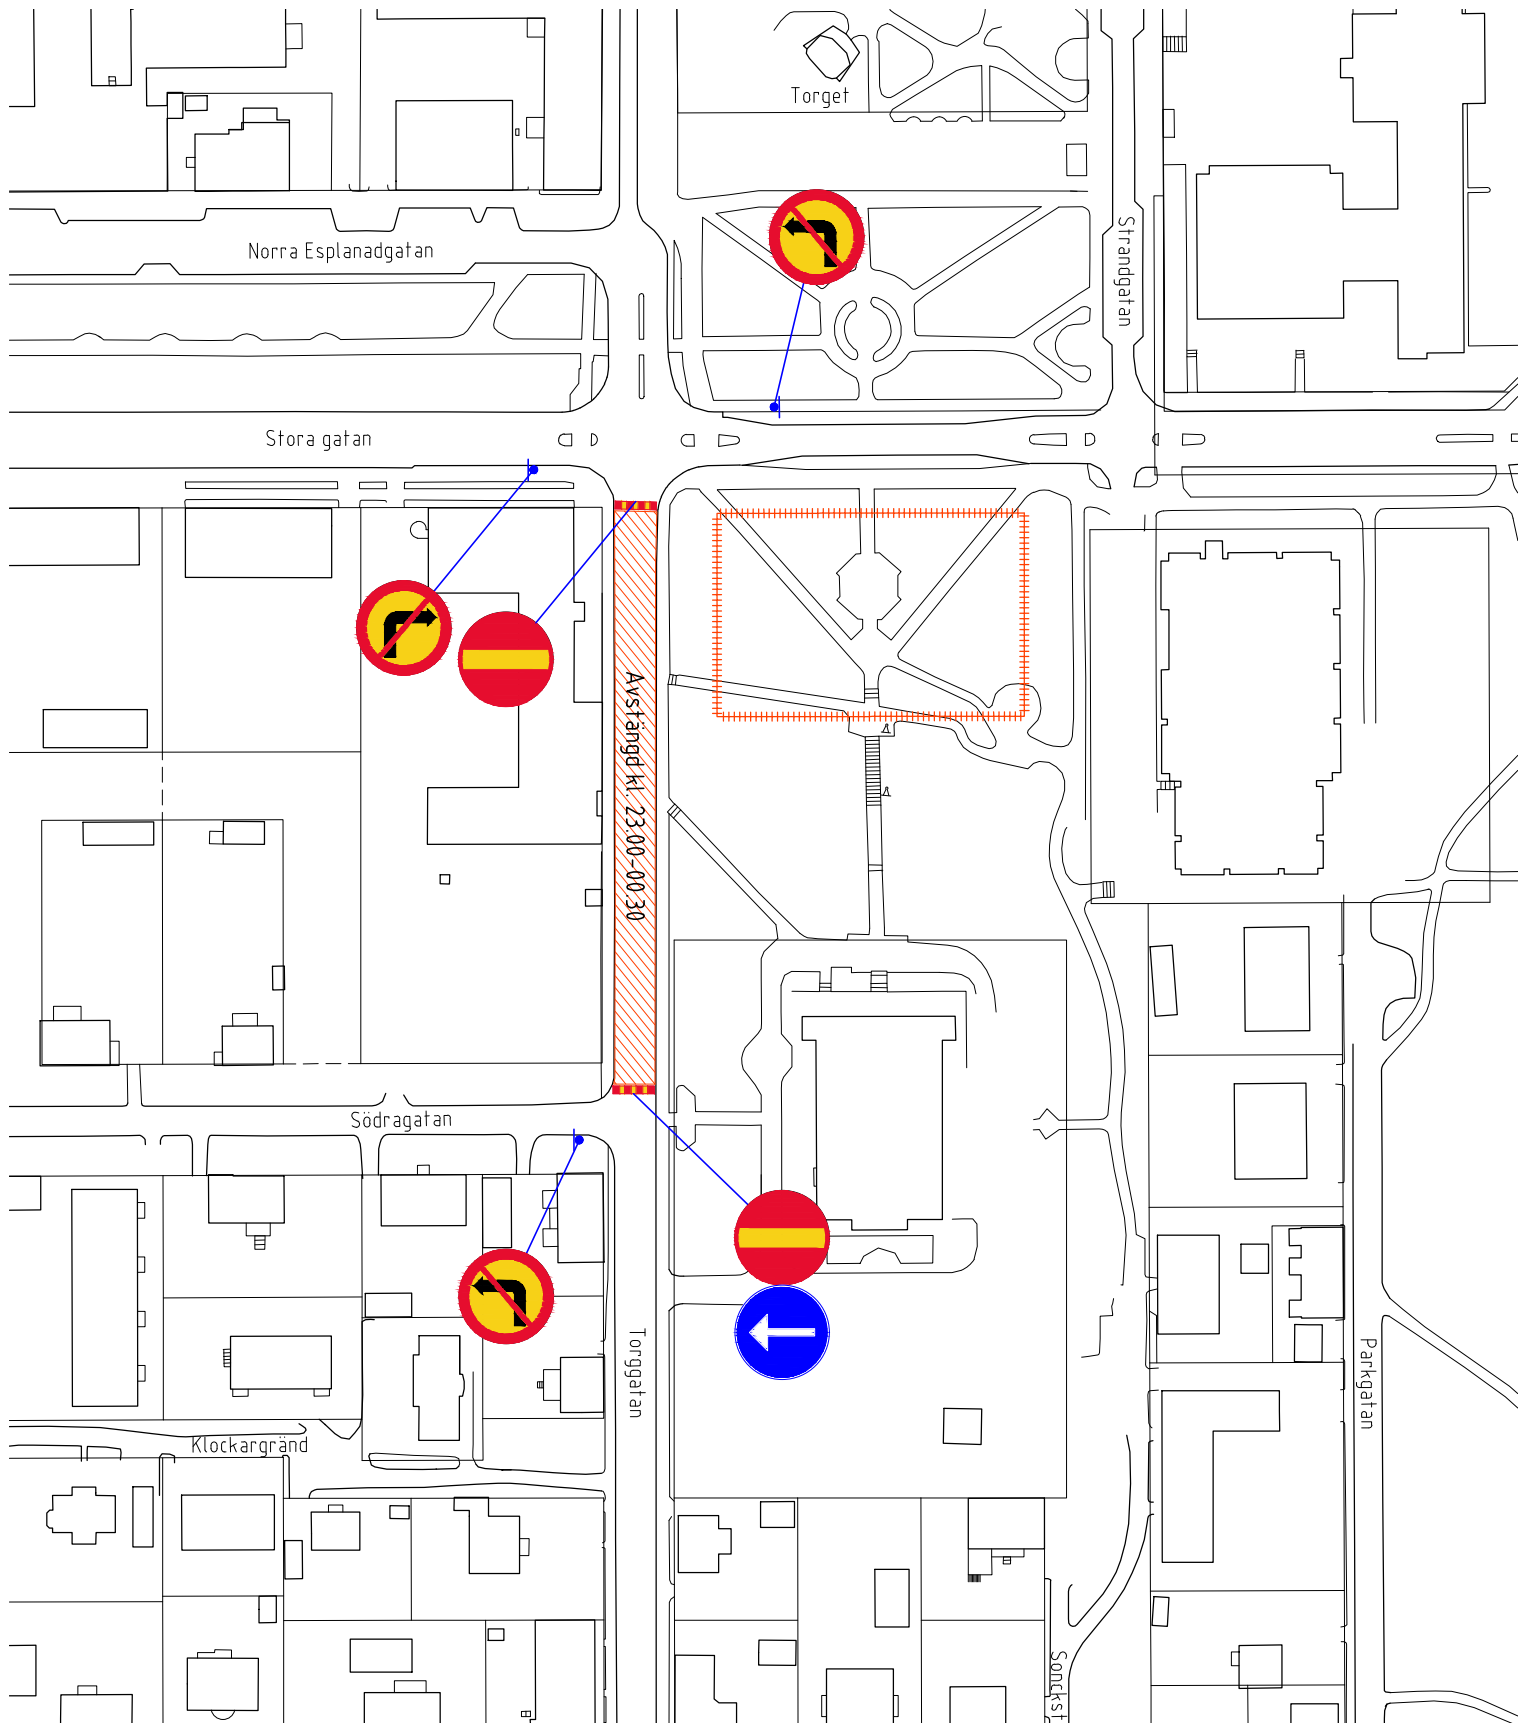 Torget
Norra Esplanadgatan
Strandgatan
Stora gatan
Avstängd kl. 23.00-00.30
Södragatan
Torggatan
Parkgatan
Klockargränd